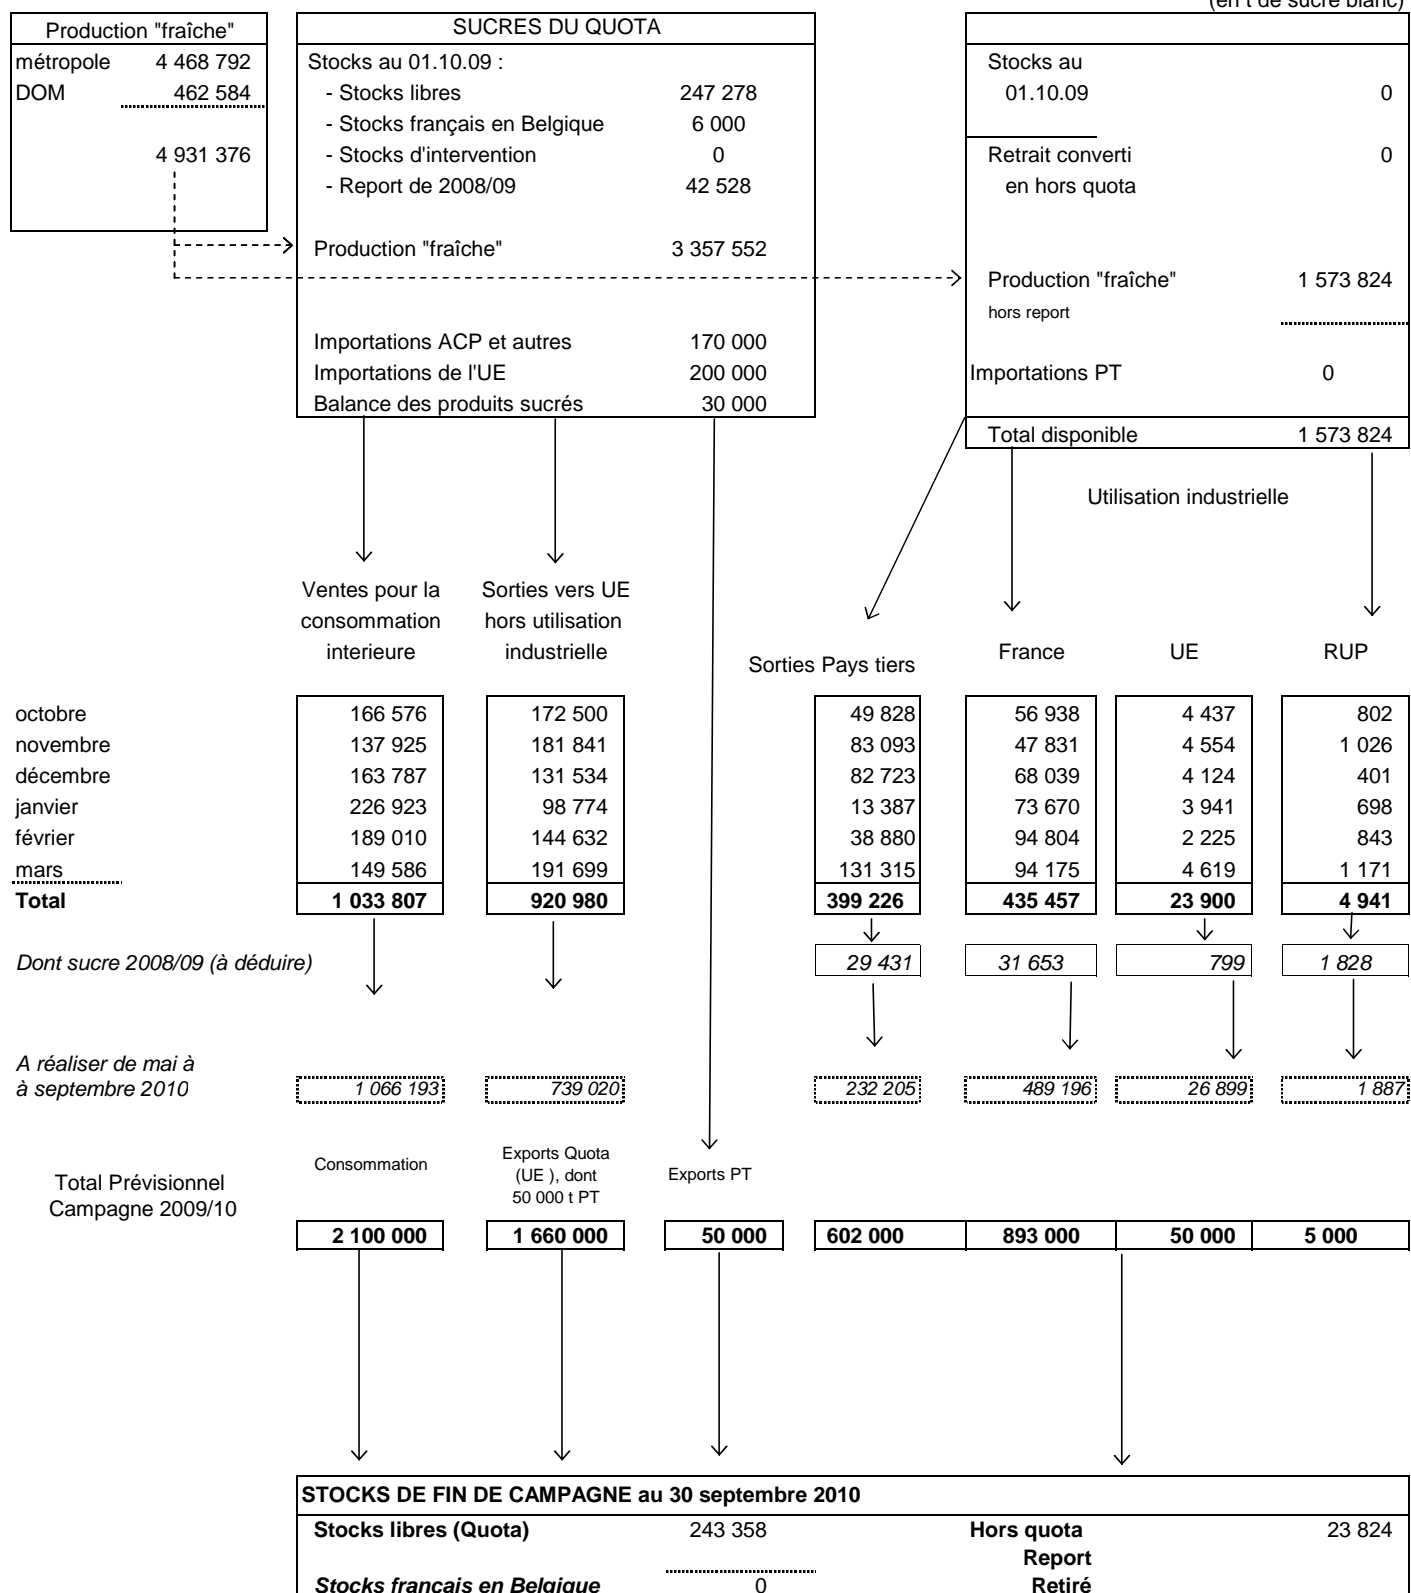 (en t de sucre blanc)
Production "fraîche"
métropole 4 468 792
DOM 462 584
4 931 376
SUCRES DU QUOTA
Stocks au 01.10.09 :
- Stocks libres 247 278
- Stocks français en Belgique 6 000
- Stocks d'intervention 0
- Report de 2008/09 42 528
Production "fraîche" 3 357 552
Importations ACP et autres 170 000
Importations de l'UE 200 000
Balance des produits sucrés 30 000
Stocks au
01.10.09 0
Retrait converti 0
en hors quota
Production "fraîche" 1 573 824
hors report
Importations PT 0
Total disponible 1 573 824
Utilisation industrielle
Ventes pour la
consommation
interieure
Sorties vers UE
hors utilisation
industrielle
Sorties Pays tiers
France UE RUP
octobre 166 576 172 500 49 828 56 938 4 437 802
novembre 137 925 181 841 83 093 47 831 4 554 1 026
décembre 163 787 131 534 82 723 68 039 4 124 401
janvier 226 923 98 774 13 387 73 670 3 941 698
février 189 010 144 632 38 880 94 804 2 225 843
mars 149 586 191 699 131 315 94 175 4 619 1 171
Total 1 033 807 920 980 399 226 435 457 23 900 4 941
Dont sucre 2008/09 (à déduire) 29 431 31 653 799 1 828
A réaliser de mai à
à septembre 2010 1 066 193 739 020 232 205 489 196 26 899 1 887
Total Prévisionnel
Campagne 2009/10
Consommation
Exports Quota
(UE ), dont
50 000 t PT
Exports PT
2 100 000 1 660 000 50 000 602 000 893 000 50 000 5 000
STOCKS DE FIN DE CAMPAGNE au 30 septembre 2010
Stocks libres (Quota) 243 358 Hors quota 23 824
Report
Stocks français en Belgique 0 Retiré